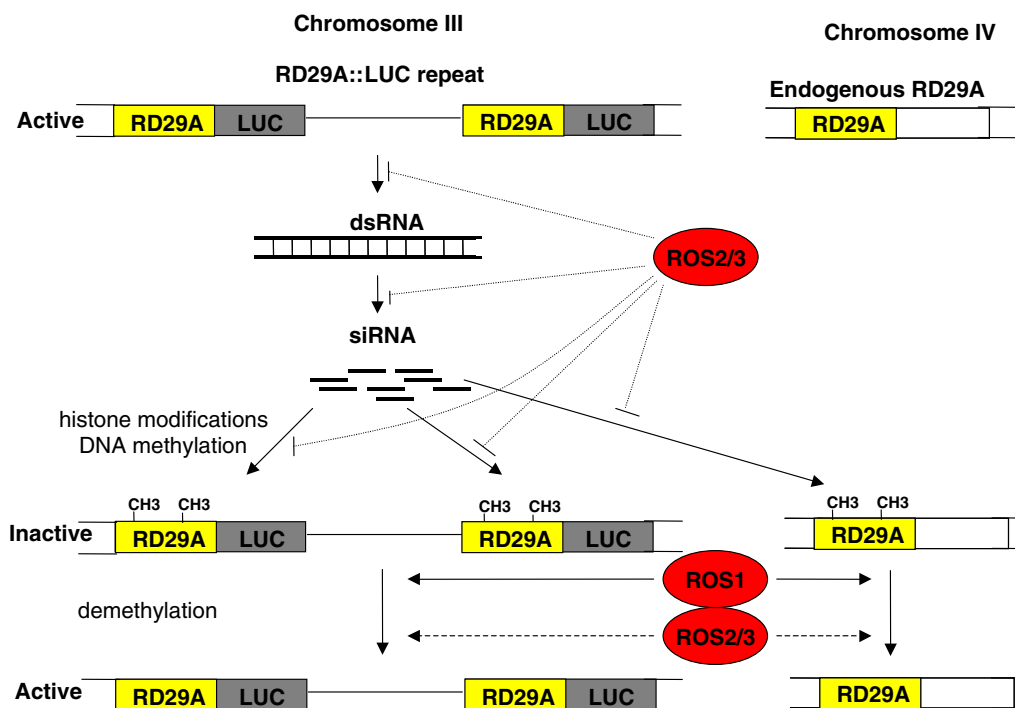 Chromosome III
Chromosome IV
RD29A::LUC repeat
Endogenous RD29A
Active
RD29A LUC RD29A LUC RD29A
dsRNA
ROS2/3
siRNA
histone modifications
DNA methylation
CH3 CH3 CH3 CH3 CH3 CH3
Inactive
RD29A LUC RD29A LUC RD29A
ROS1
demethylation
ROS2/3
Active
RD29A LUC RD29A LUC RD29A